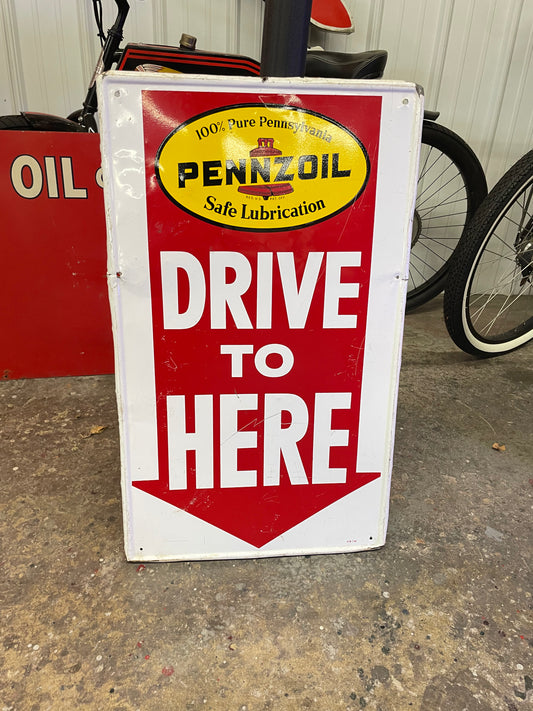 100% Pure Pennsylvania
PENNZOIL
Safe Lubrication
DRIVE
TO
HERE
OIL